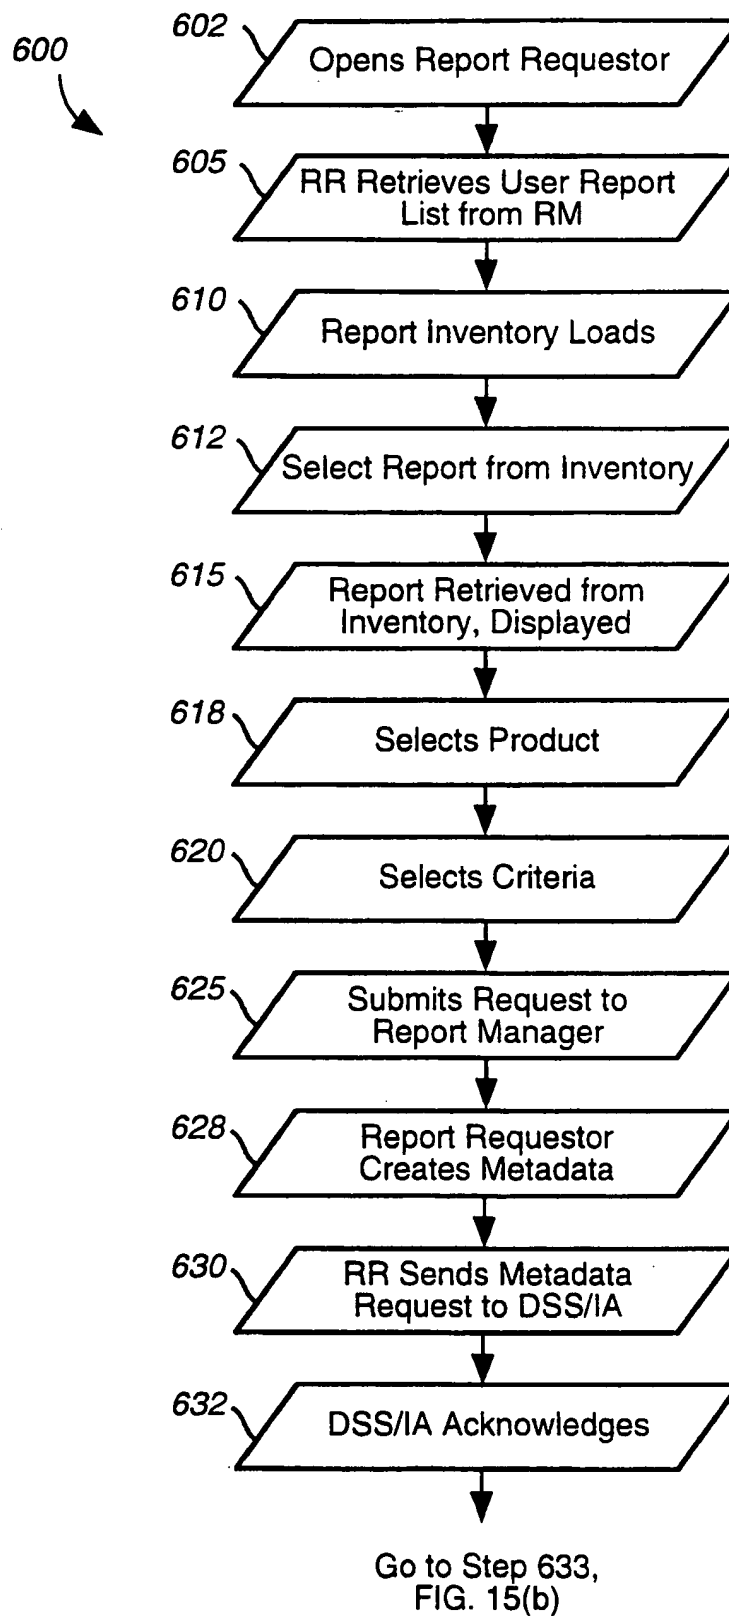 600
602
Opens Report Requestor
605
RR Retrieves User Report
List from RM
610
Report Inventory Loads
612
Select Report from Inventory
615
Report Retrieved from
Inventory, Displayed
618
Selects Product
620
Selects Criteria
625
Submits Request to
Report Manager
628
Report Requestor
Creates Metadata
630
RR Sends Metadata
Request to DSS/IA
632
DSS/IA Acknowledges
Go to Step 633,
FIG. 15(b)